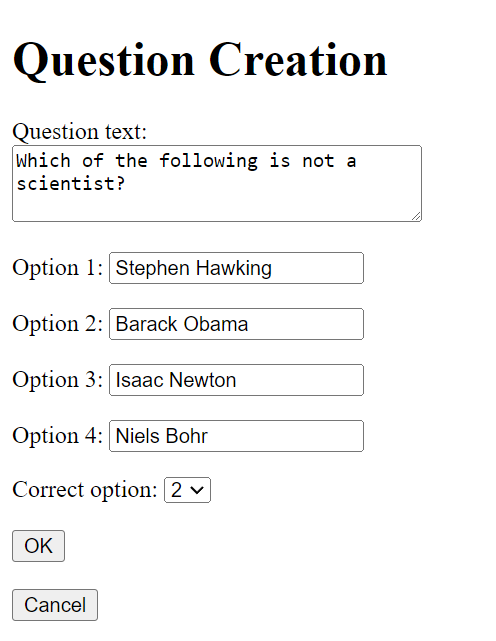 Question Creation
Question text:
Which of the following is not a
scientist?
Option 1: Stephen Hawking
Option 2: Barack Obama
Option 3: Isaac Newton
Option 4: Niels Bohr
Correct option: 2
OK
Cancel